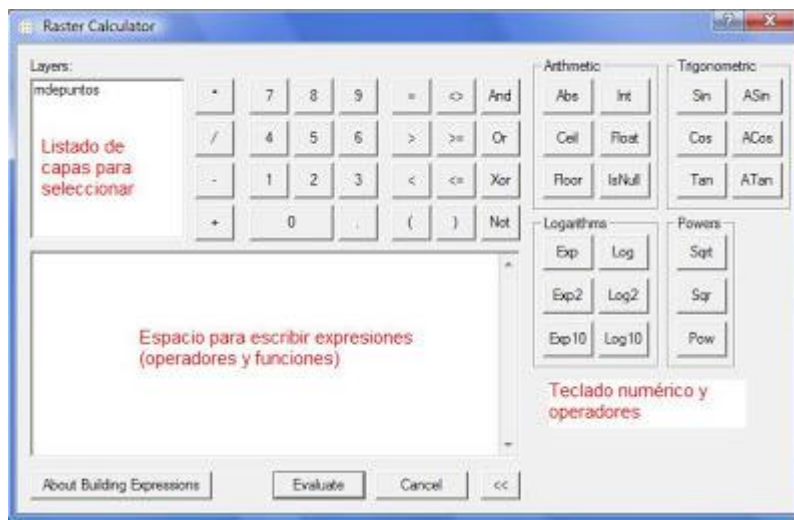 Raster Calculator
Layers:
mdepuntos
Listado de
capas para
seleccionar
* 7 8 9 = <> And
/ 4 5 6 > >= Or
- 1 2 3 < <= Xor
+ 0 . ( ) Not
Arithmetic
Abs Int
Ceil Float
Floor IsNull
Trigonometric
Sin ASin
Cos ACos
Tan ATan
Logarithms
Exp Log
Exp2 Log2
Exp10 Log10
Powers
Sqrt
Sqr
Pow
Espacio para escribir expresiones
(operadores y funciones)
Teclado numérico y
operadores
About Building Expressions Evaluate Cancel <<